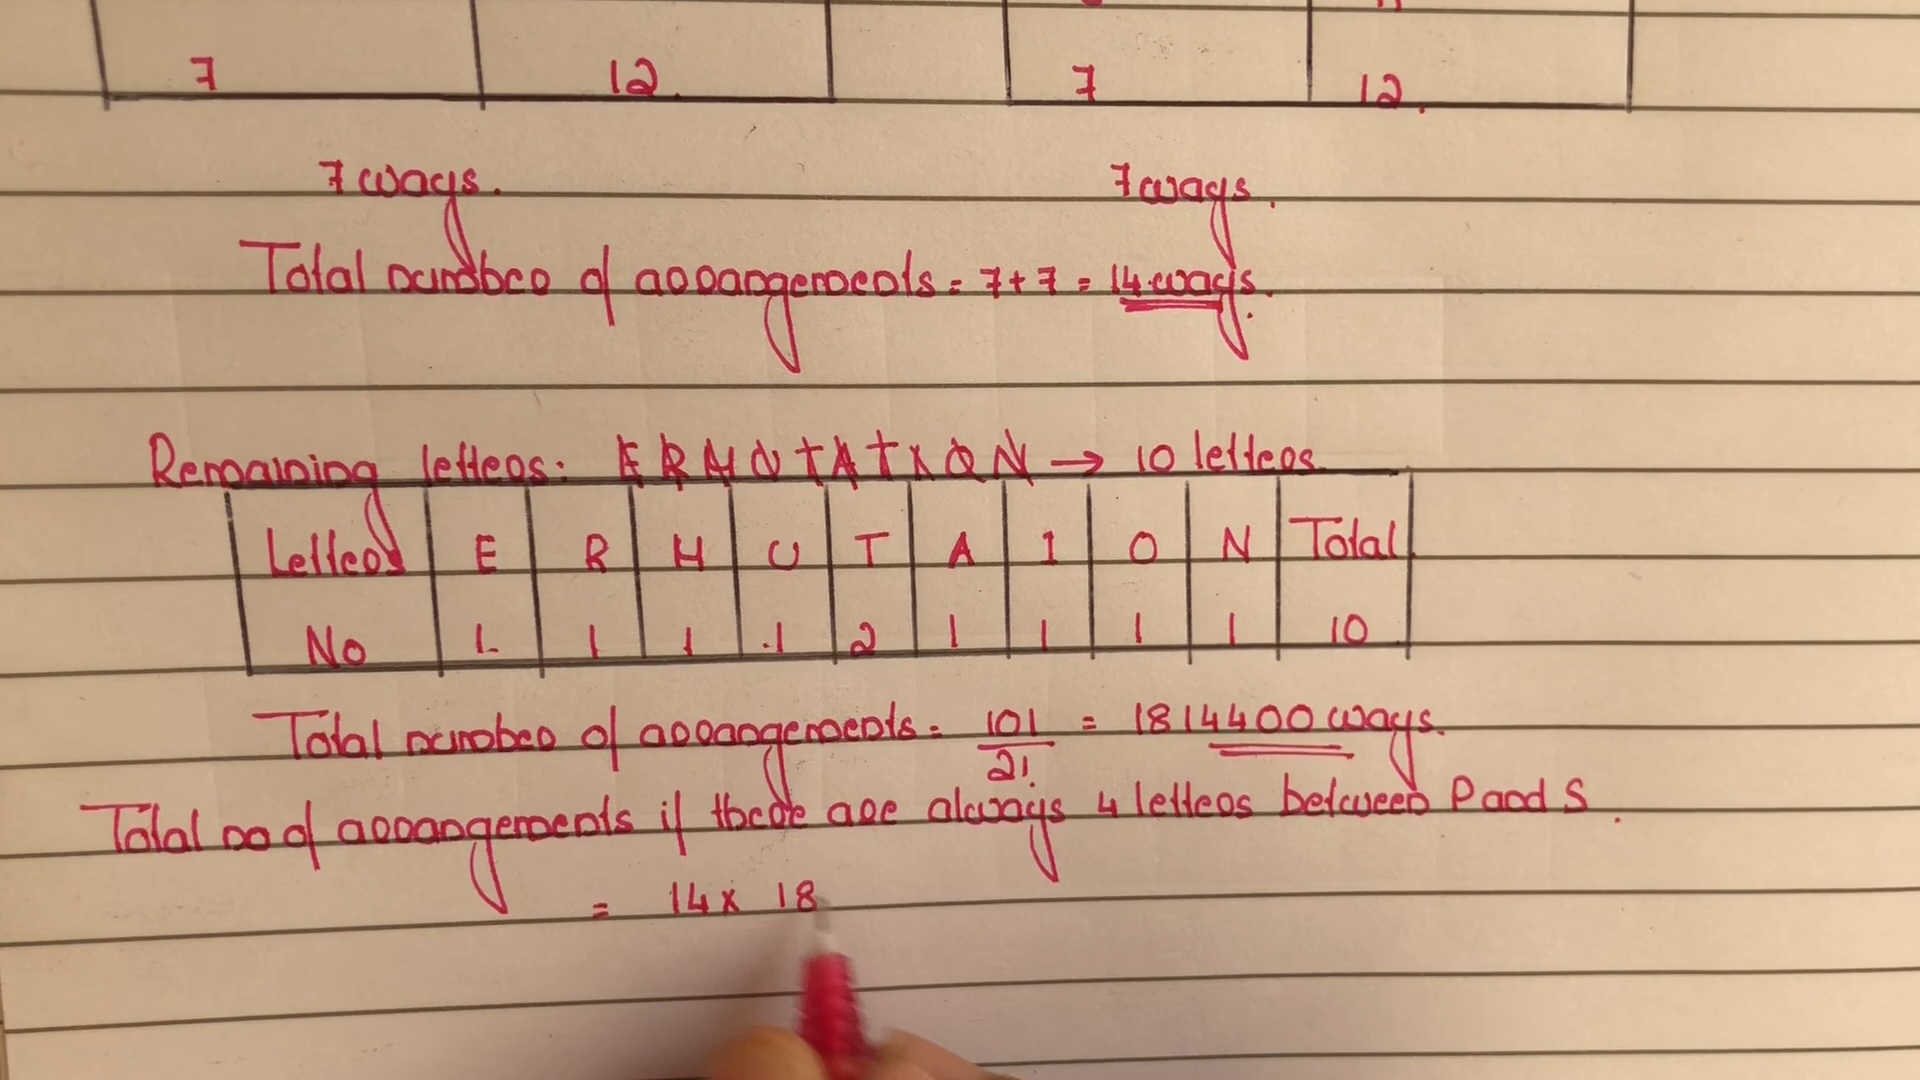 7 12 7 12
7 ways. 7 ways.
Total number of arrangements = 7 + 7 = 14 ways.
Remaining letters: E R M U T A T I O N → 10 letters
Letters E R M U T A I O N Total
No 1 1 1 1 2 1 1 1 1 10
Total number of arrangements = 10!/2! = 1814400 ways.
Total no of arrangements if there are always 4 letters between P and S.
= 14 x 18